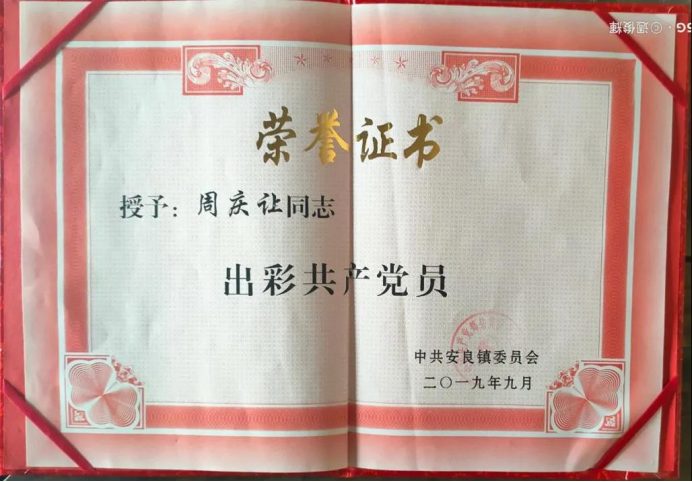 荣誉证书
授予：周庆让同志
出彩共产党员
中共安良镇委员会
二〇一九年九月